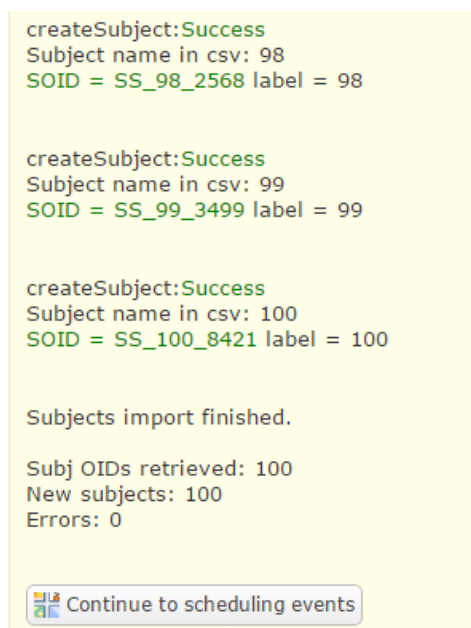 createSubject:Success
Subject name in csv: 98
SOID = SS_98_2568 label = 98
createSubject:Success
Subject name in csv: 99
SOID = SS_99_3499 label = 99
createSubject:Success
Subject name in csv: 100
SOID = SS_100_8421 label = 100
Subjects import finished.
Subj OIDs retrieved: 100
New subjects: 100
Errors: 0
Continue to scheduling events